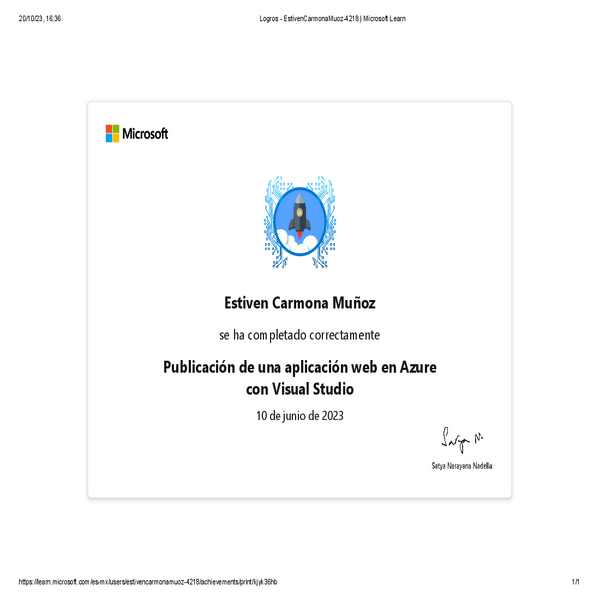 20/10/23, 16:36
Logros - EstivenCarmonaMuoz-4218 | Microsoft Learn
Microsoft
Estiven Carmona Muñoz
se ha completado correctamente
Publicación de una aplicación web en Azure
con Visual Studio
10 de junio de 2023
Satya N.
Satya Narayana Nadella
https://learn.microsoft.com/es-mx/users/estivencarmonamuoz-4218/achievements/print/kjyk36hb
1/1